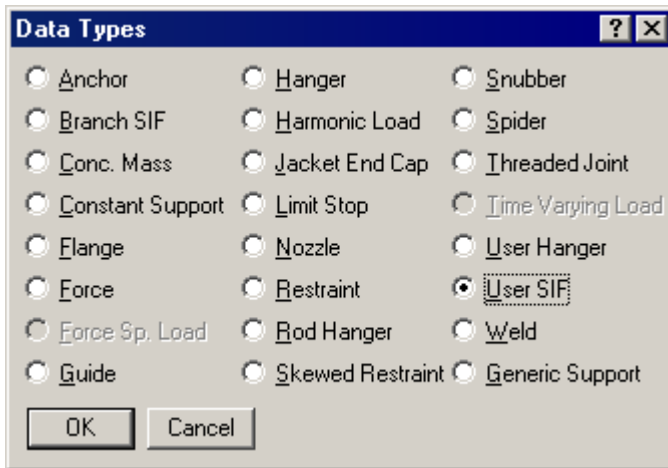 Data Types
Anchor Hanger Snubber
Branch SIF Harmonic Load Spider
Conc. Mass Jacket End Cap Threaded Joint
Constant Support Limit Stop Time Varying Load
Flange Nozzle User Hanger
Force Restraint User SIF
Force Sp. Load Rod Hanger Weld
Guide Skewed Restraint Generic Support
OK Cancel